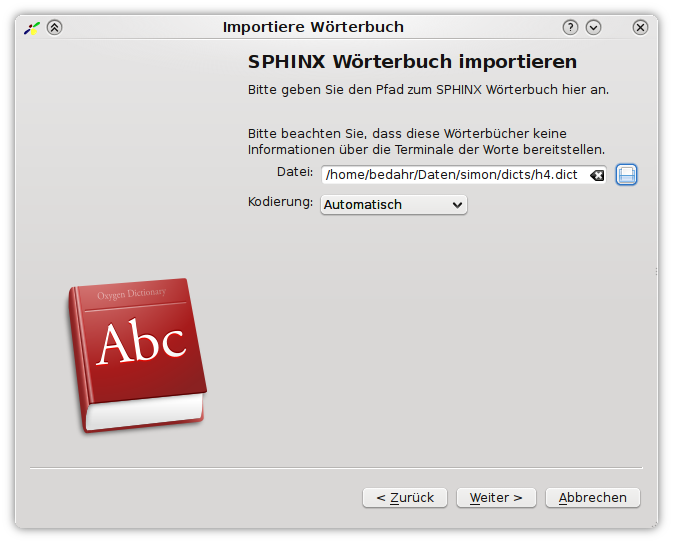 Importiere Wörterbuch
SPHINX Wörterbuch importieren
Bitte geben Sie den Pfad zum SPHINX Wörterbuch hier an.
Bitte beachten Sie, dass diese Wörterbücher keine
Informationen über die Terminale der Worte bereitstellen.
Datei: /home/bedahr/Daten/simon/dicts/h4.dict
Kodierung: Automatisch
Oxygen Dictionary
Abc
< Zurück Weiter > Abbrechen